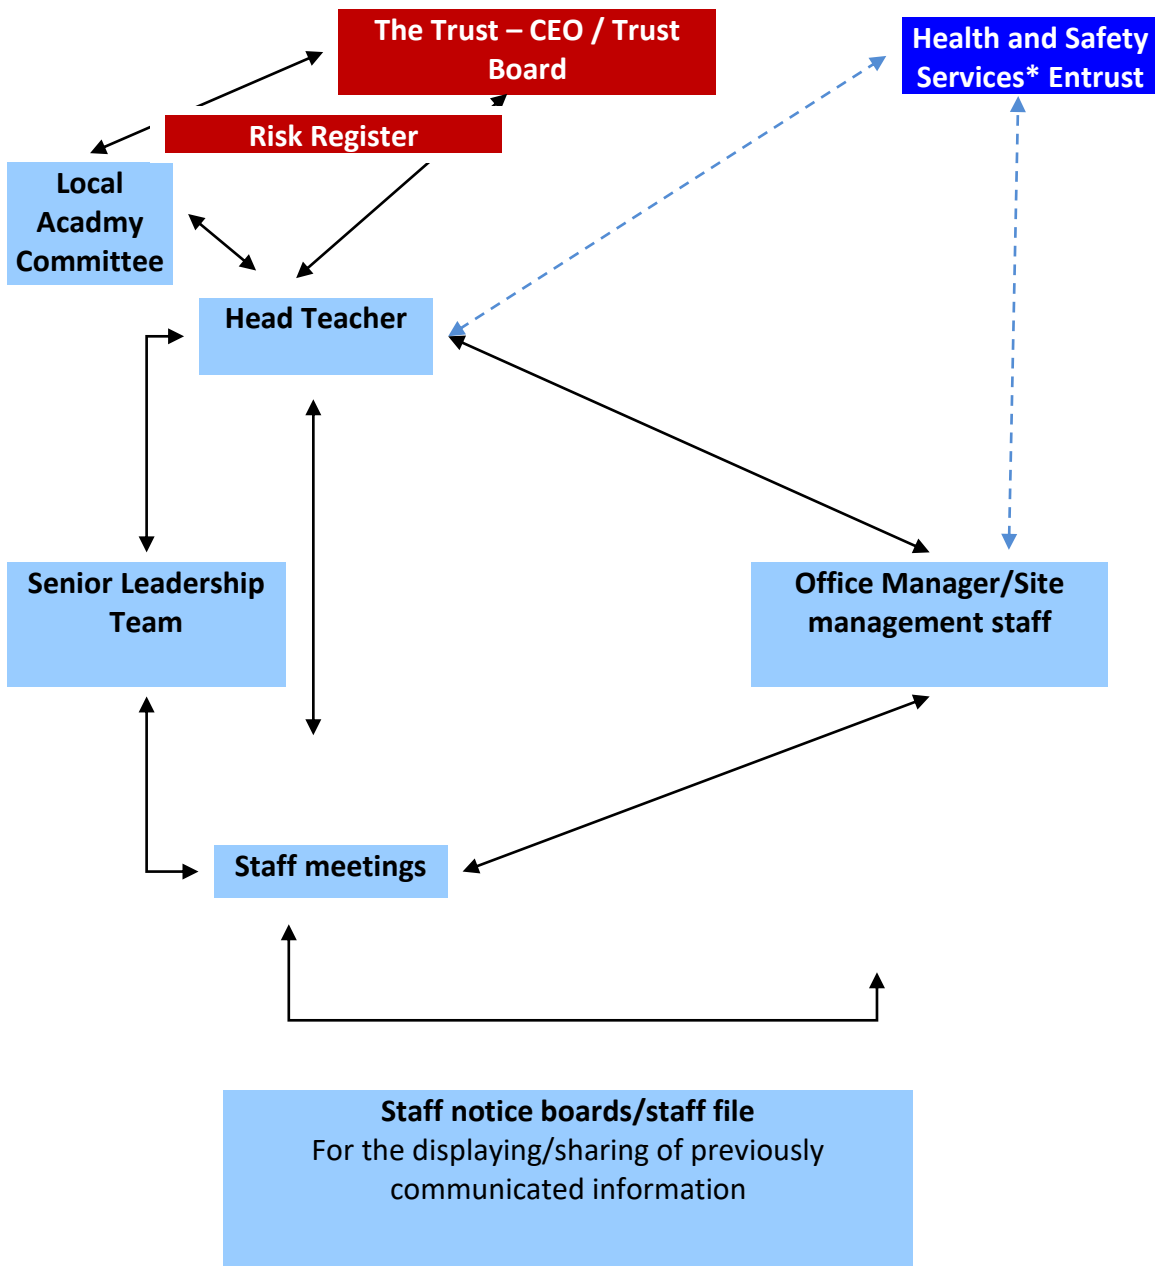 The Trust – CEO / Trust
Board
Health and Safety
Services* Entrust
Risk Register
Local
Acadmy
Committee
Head Teacher
Senior Leadership
Team
Office Manager/Site
management staff
Staff meetings
Staff notice boards/staff file
For the displaying/sharing of previously
communicated information